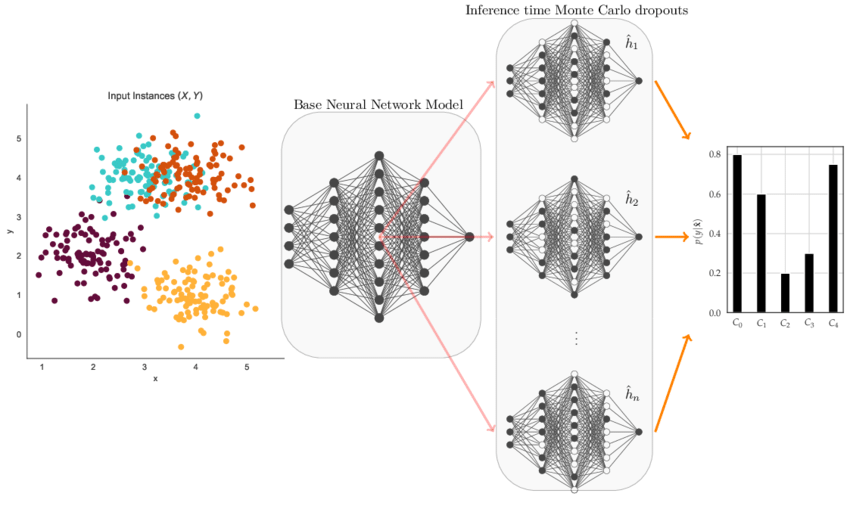 Inference time Monte Carlo dropouts
Input Instances (X, Y)
Base Neural Network Model
ĥ₁
ĥ₂
⋮
ĥₙ
y
5
4
3
2
1
0
1 2 3 4 5
x
p(y|x̂)
0.8
0.6
0.4
0.2
0.0
C₀ C₁ C₂ C₃ C₄